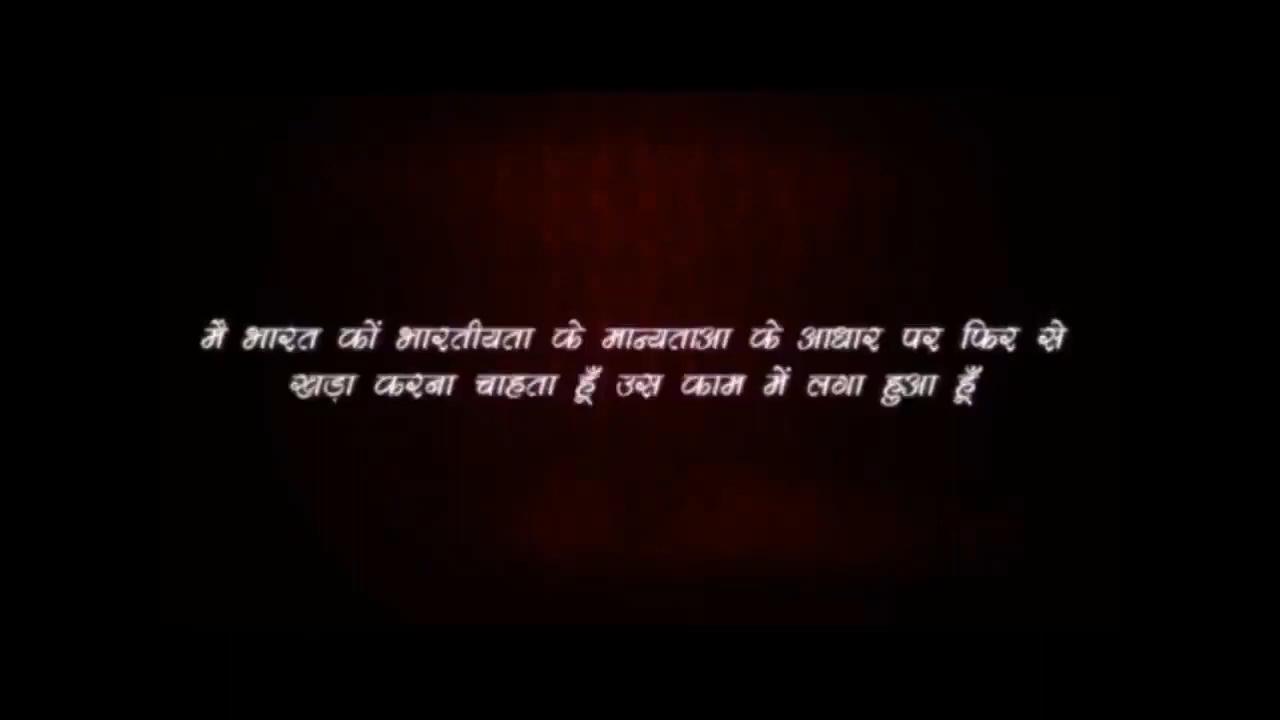 मै भारत कों भारतीयता के मान्यताआ के आधार पर फिर से
खड़ा करना चाहता हूँ उस काम में लगा हुआ हूँ